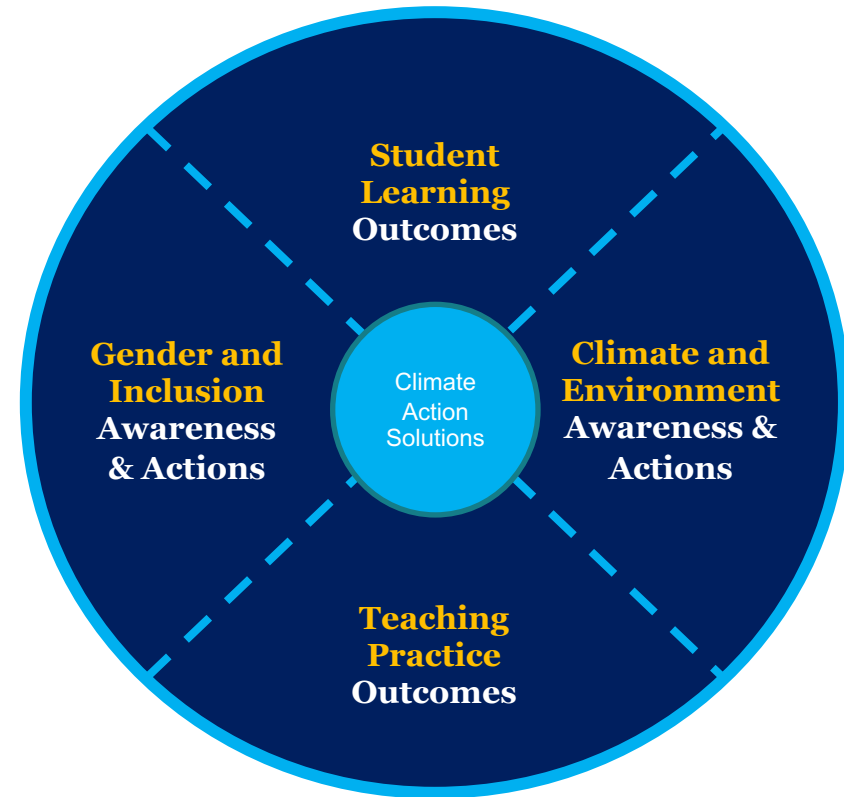 Student
Learning
Outcomes
Gender and
Inclusion
Awareness
& Actions
Climate
Action
Solutions
Climate and
Environment
Awareness &
Actions
Teaching
Practice
Outcomes